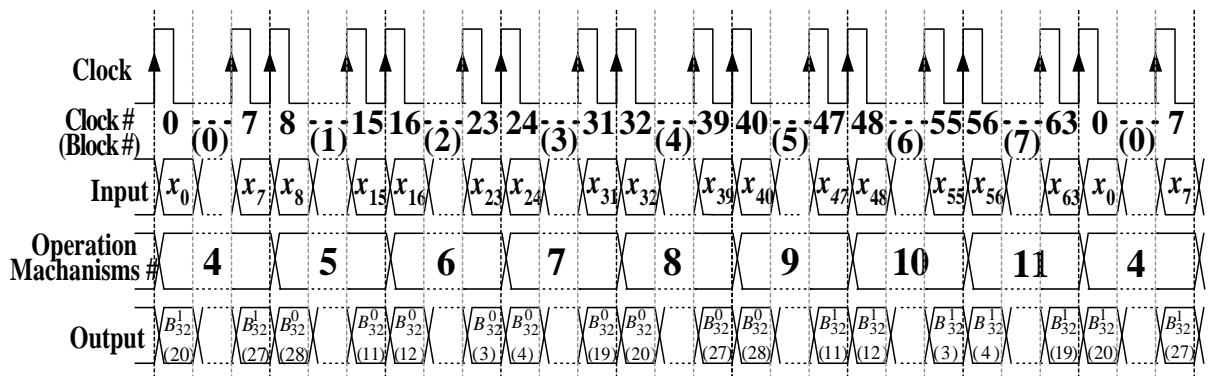 Clock
Clock # 0 7 8 15 16 23 24 31 32 39 40 47 48 55 56 63 0 7
(Block #) (0) (1) (2) (3) (4) (5) (6) (7) (0)
Input x0 x7 x8 x15 x16 x23 x24 x31 x32 x39 x40 x47 x48 x55 x56 x63 x0 x7
Operation
Machanisms # 4 5 6 7 8 9 10 11 4
Output B¹₃₂ B¹₃₂ B⁰₃₂ B⁰₃₂ B⁰₃₂ B⁰₃₂ B⁰₃₂ B⁰₃₂ B⁰₃₂ B⁰₃₂ B⁰₃₂ B¹₃₂ B¹₃₂ B¹₃₂ B¹₃₂ B¹₃₂ B¹₃₂ B¹₃₂
(20) (27) (28) (11) (12) (3) (4) (19) (20) (27) (28) (11) (12) (3) (4) (19) (20) (27)